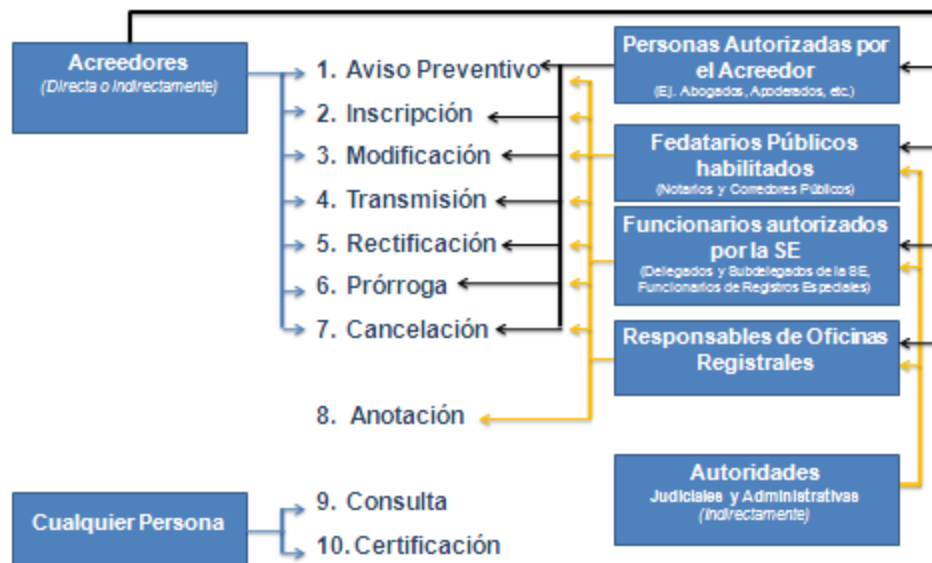 Acreedores
(Directa o Indirectamente)
1. Aviso Preventivo
2. Inscripción
3. Modificación
4. Transmisión
5. Rectificación
6. Prórroga
7. Cancelación
8. Anotación
Personas Autorizadas por
el Acreedor
(Ej. Abogados, Apoderados, etc.)
Fedatarios Públicos
habilitados
(Notarios y Corredores Públicos)
Funcionarios autorizados
por la SE
(Delegados y Subdelegados de la SE,
Funcionarios de Registros Especiales)
Responsables de Oficinas
Registrales
Autoridades
Judiciales y Administrativas
(Indirectamente)
Cualquier Persona
9. Consulta
10. Certificación